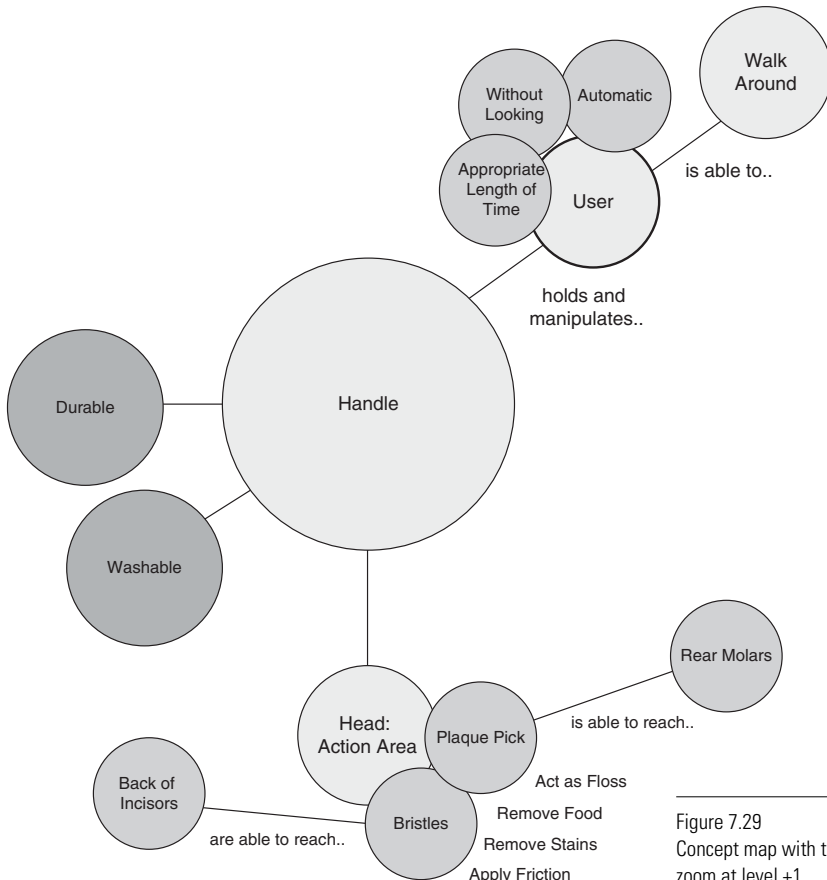 Walk
Around
Without
Looking
Automatic
Appropriate
Length of
Time
User
is able to..
holds and
manipulates..
Handle
Durable
Washable
Rear Molars
Head:
Action Area
Plaque Pick
is able to reach..
Back of
Incisors
Bristles
are able to reach..
Act as Floss
Remove Food
Remove Stains
Apply Friction
Figure 7.29
Concept map with t
zoom at level +1